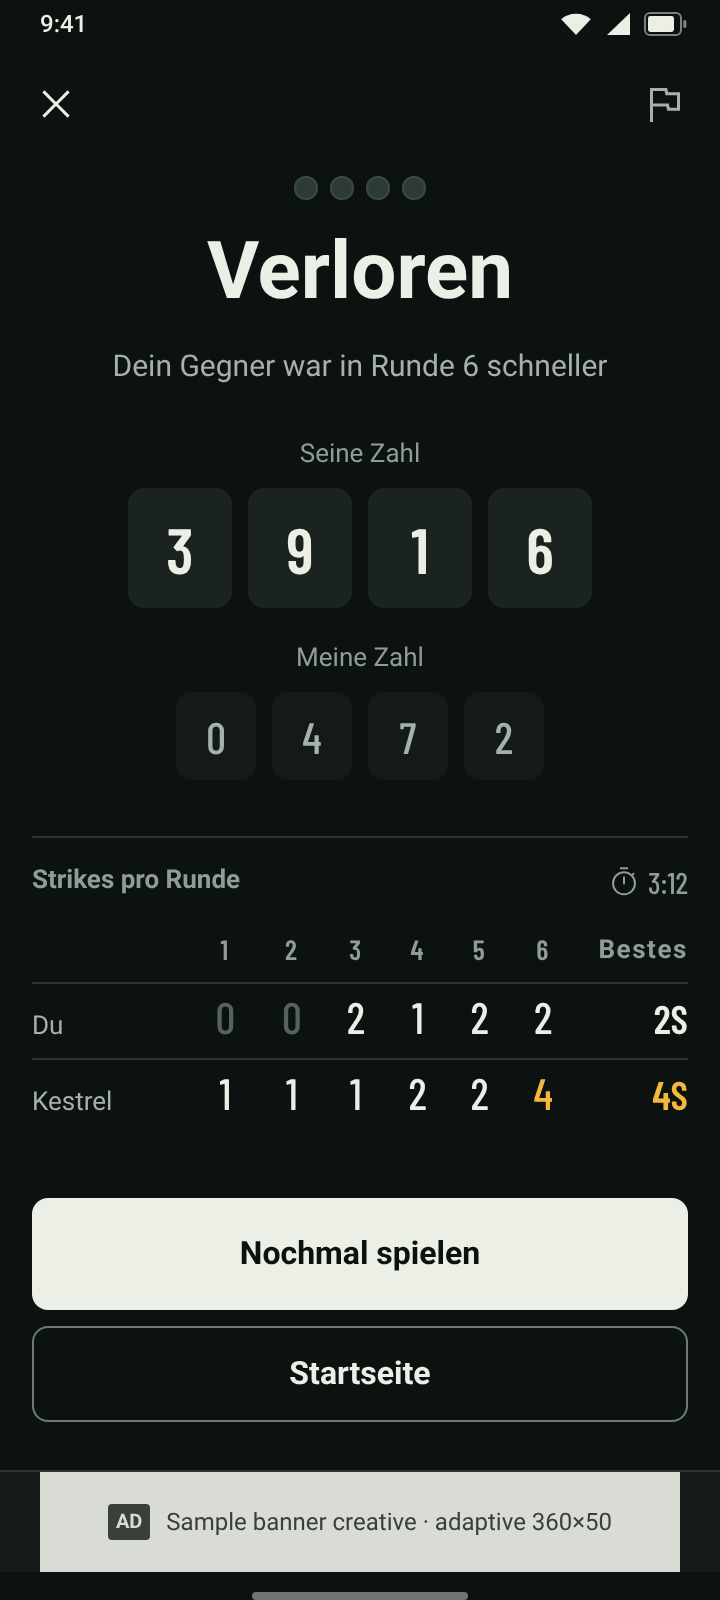 9:41
Verloren
Dein Gegner war in Runde 6 schneller
Seine Zahl
3 9 1 6
Meine Zahl
0 4 7 2
Strikes pro Runde 3:12
1 2 3 4 5 6 Bestes
Du 0 0 2 1 2 2 2S
Kestrel 1 1 1 2 2 4 4S
Nochmal spielen
Startseite
AD Sample banner creative · adaptive 360×50